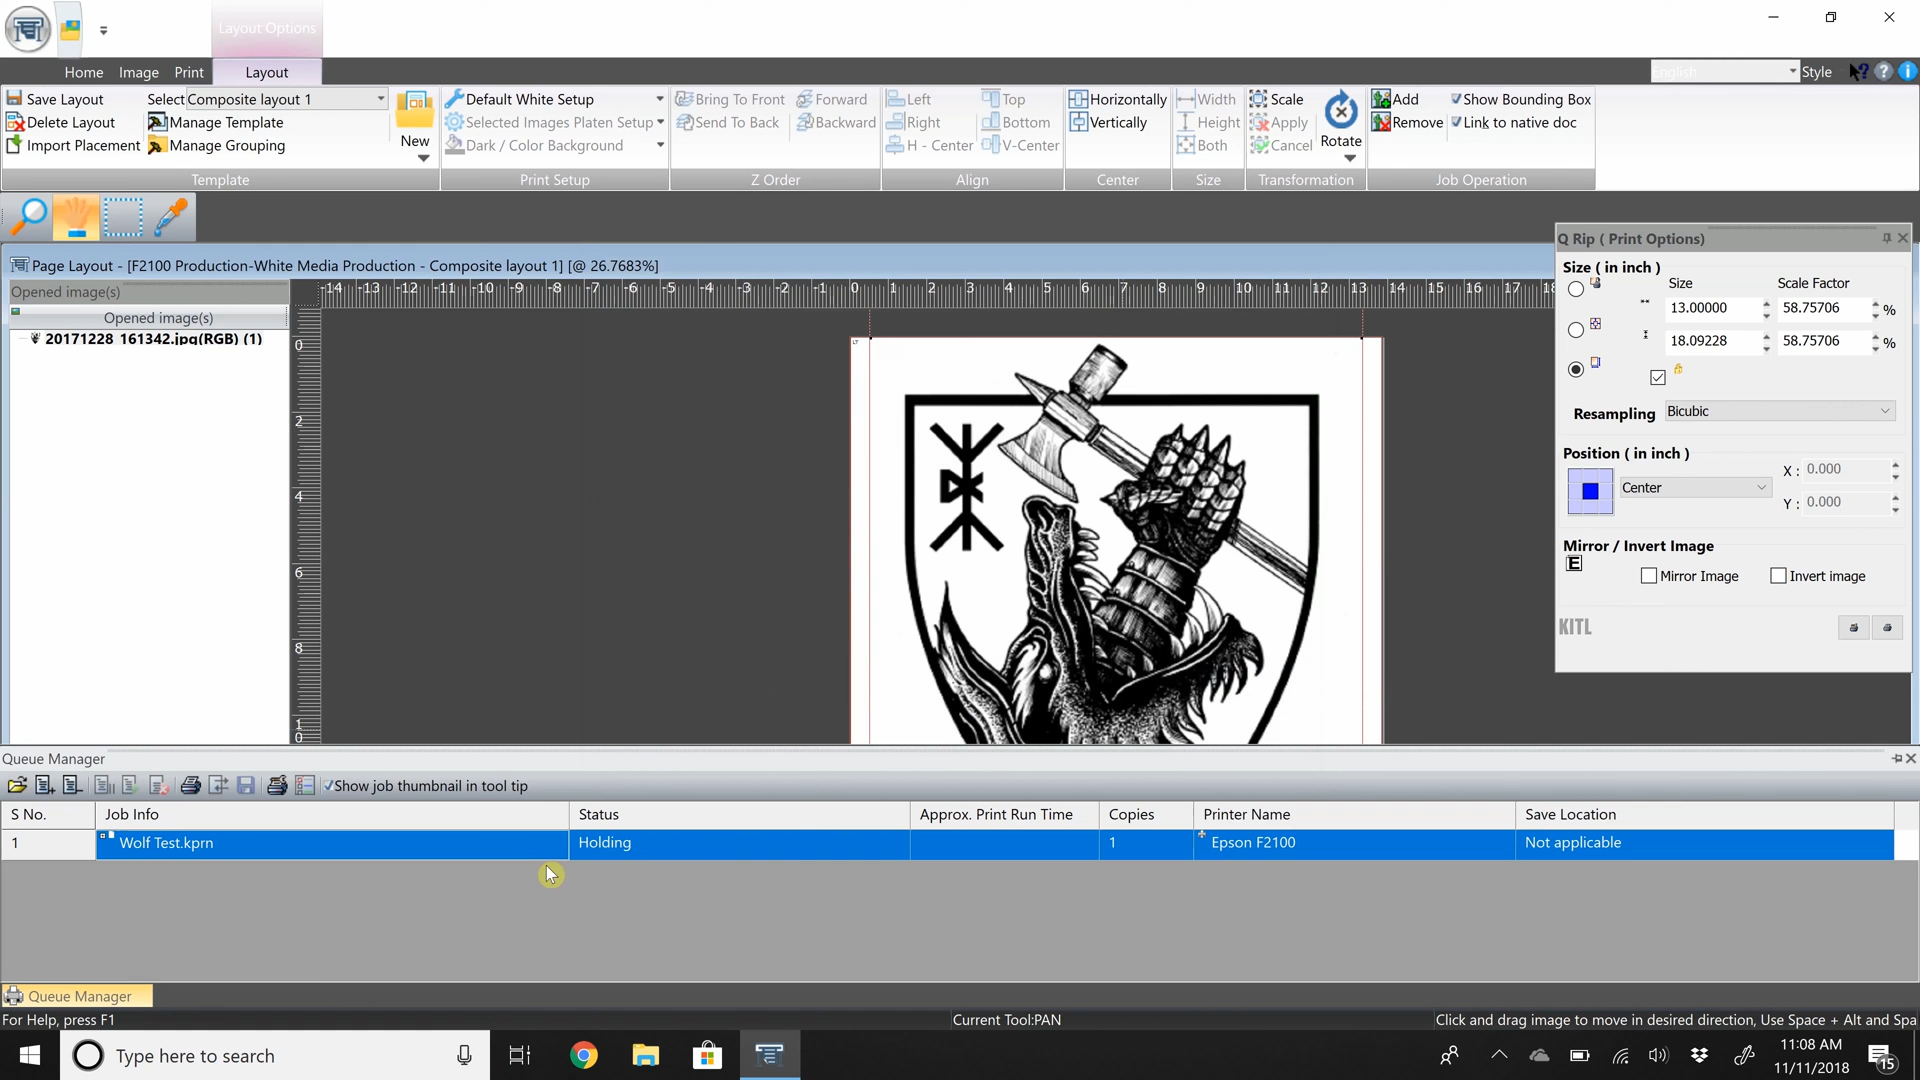 Layout Options
Home Image Print Layout
English Style
Save Layout Select Composite layout 1
Delete Layout Manage Template
Import Placement Manage Grouping
New
Template
Default White Setup
Selected Images Platen Setup
Dark / Color Background
Print Setup
Bring To Front Forward
Send To Back Backward
Z Order
Left Top
Right Bottom
H - Center V-Center
Align
Horizontally
Vertically
Center
Width
Height
Both
Size
Scale
Apply
Cancel
Rotate
Transformation
Add Show Bounding Box
Remove Link to native doc
Job Operation
Page Layout - [F2100 Production-White Media Production - Composite layout 1] [@ 26.7683%]
Opened image(s)
Opened image(s)
20171228_161342.jpg(RGB) (1)
-14 -13 -12 -11 -10 -9 -8 -7 -6 -5 -4 -3 -2 -1 0 1 2 3 4 5 6 7 8 9 10 11 12 13 14 15 16 17 18
0
2
4
6
8
1
0
LT
Q Rip ( Print Options)
Size ( in inch )
Size Scale Factor
13.00000 58.75706 %
18.09228 58.75706 %
Resampling Bicubic
Position ( in inch )
Center
X : 0.000
Y : 0.000
Mirror / Invert Image
E
Mirror Image Invert image
KITL
Queue Manager
Show job thumbnail in tool tip
S No. Job Info Status Approx. Print Run Time Copies Printer Name Save Location
1 Wolf Test.kprn Holding 1 Epson F2100 Not applicable
Queue Manager
For Help, press F1 Current Tool:PAN Click and drag image to move in desired direction, Use Space + Alt and Spa
Type here to search
11:08 AM
11/11/2018
15